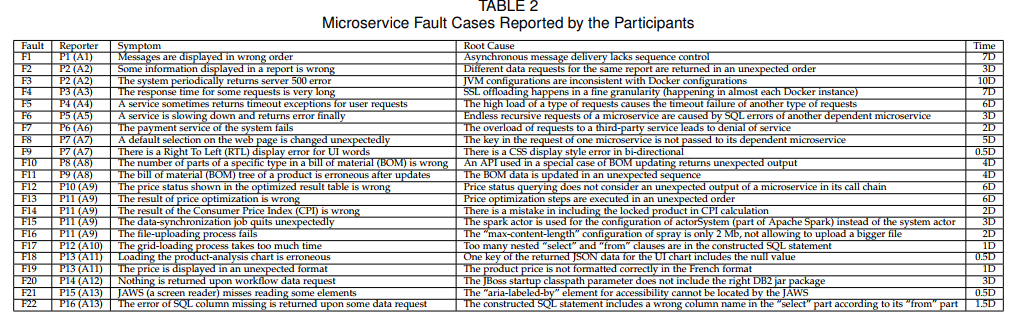 TABLE 2
Microservice Fault Cases Reported by the Participants
Fault Reporter Symptom Root Cause Time
F1 P1 (A1) Messages are displayed in wrong order Asynchronous message delivery lacks sequence control 7D
F2 P2 (A2) Some information displayed in a report is wrong Different data requests for the same report are returned in an unexpected order 3D
F3 P2 (A2) The system periodically returns server 500 error JVM configurations are inconsistent with Docker configurations 10D
F4 P3 (A3) The response time for some requests is very long SSL offloading happens in a fine granularity (happening in almost each Docker instance) 7D
F5 P4 (A4) A service sometimes returns timeout exceptions for user requests The high load of a type of requests causes the timeout failure of another type of requests 6D
F6 P5 (A5) A service is slowing down and returns error finally Endless recursive requests of a microservice are caused by SQL errors of another dependent microservice 3D
F7 P6 (A6) The payment service of the system fails The overload of requests to a third-party service leads to denial of service 2D
F8 P7 (A7) A default selection on the web page is changed unexpectedly The key in the request of one microservice is not passed to its dependent microservice 5D
F9 P7 (A7) There is a Right To Left (RTL) display error for UI words There is a CSS display style error in bi-directional 0.5D
F10 P8 (A8) The number of parts of a specific type in a bill of material (BOM) is wrong An API used in a special case of BOM updating returns unexpected output 4D
F11 P9 (A8) The bill of material (BOM) tree of a product is erroneous after updates The BOM data is updated in an unexpected sequence 4D
F12 P10 (A9) The price status shown in the optimized result table is wrong Price status querying does not consider an unexpected output of a microservice in its call chain 6D
F13 P11 (A9) The result of price optimization is wrong Price optimization steps are executed in an unexpected order 6D
F14 P11 (A9) The result of the Consumer Price Index (CPI) is wrong There is a mistake in including the locked product in CPI calculation 2D
F15 P11 (A9) The data-synchronization job quits unexpectedly The spark actor is used for the configuration of actorSystem (part of Apache Spark) instead of the system actor 3D
F16 P11 (A9) The file-uploading process fails The "max-content-length" configuration of spray is only 2 Mb, not allowing to upload a bigger file 2D
F17 P12 (A10) The grid-loading process takes too much time Too many nested "select" and "from" clauses are in the constructed SQL statement 1D
F18 P13 (A11) Loading the product-analysis chart is erroneous One key of the returned JSON data for the UI chart includes the null value 0.5D
F19 P13 (A11) The price is displayed in an unexpected format The product price is not formatted correctly in the French format 1D
F20 P14 (A12) Nothing is returned upon workflow data request The JBoss startup classpath parameter does not include the right DB2 jar package 3D
F21 P15 (A13) JAWS (a screen reader) misses reading some elements The "aria-labeled-by" element for accessibility cannot be located by the JAWS 0.5D
F22 P16 (A13) The error of SQL column missing is returned upon some data request The constructed SQL statement includes a wrong column name in the "select" part according to its "from" part 1.5D